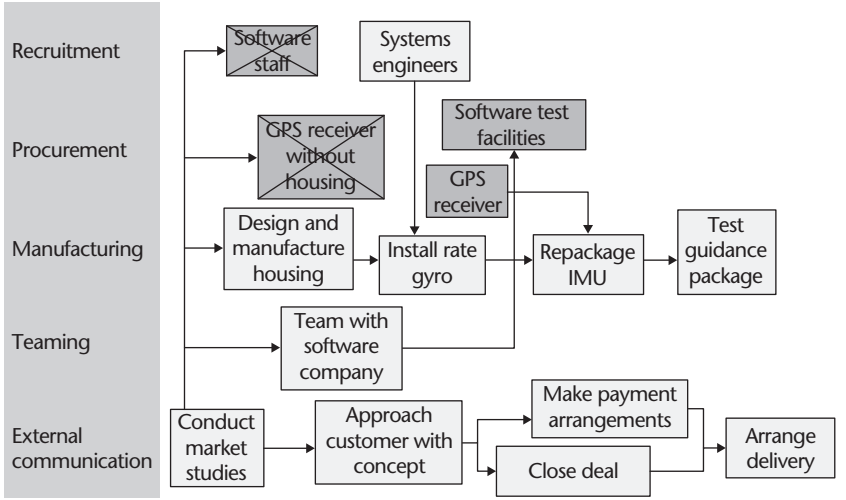 Recruitment
Software
staff
Systems
engineers
Procurement
GPS receiver
without
housing
Software test
facilities
GPS
receiver
Manufacturing
Design and
manufacture
housing
Install rate
gyro
Repackage
IMU
Test
guidance
package
Teaming
Team with
software
company
External
communication
Conduct
market
studies
Approach
customer with
concept
Make payment
arrangements
Close deal
Arrange
delivery